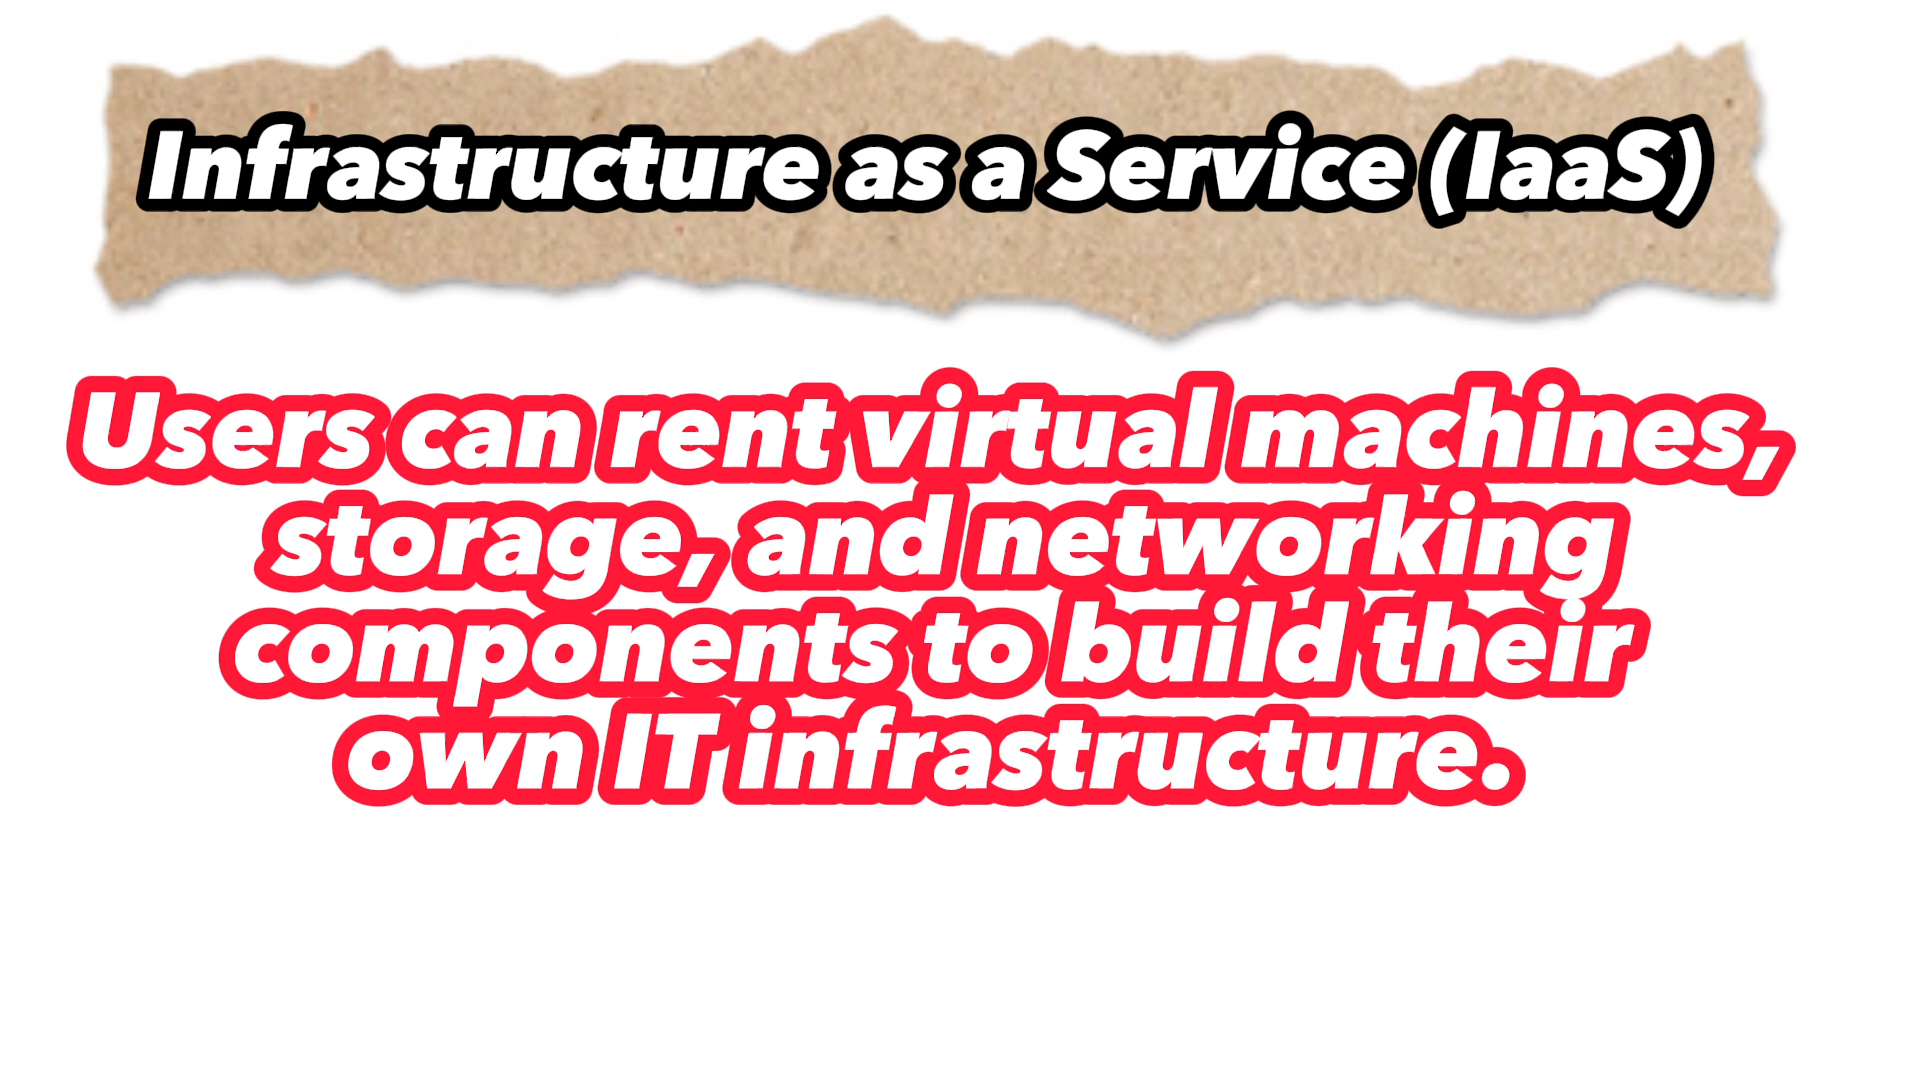 Infrastructure as a Service (IaaS)
Users can rent virtual machines,
storage, and networking
components to build their
own IT infrastructure.